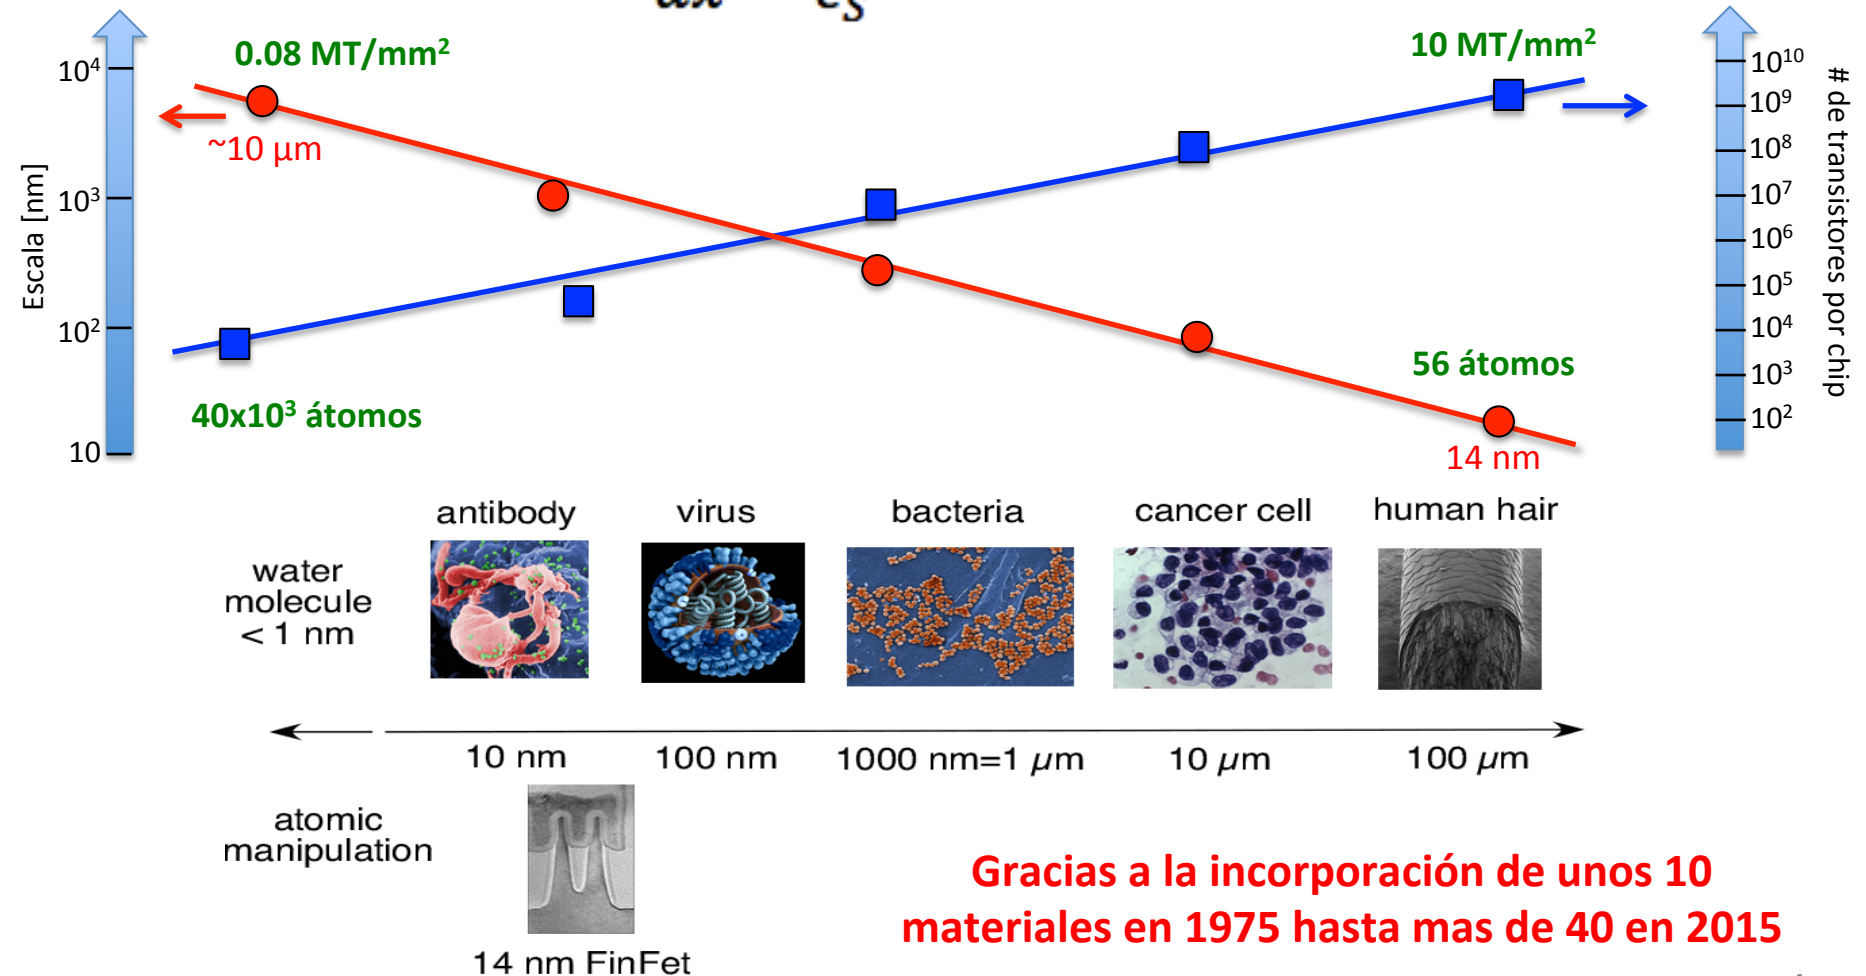 dx e_S
0.08 MT/mm²
10 MT/mm²
10⁴
10³
10²
10
Escala [nm]
~10 µm
40x10³ átomos
56 átomos
14 nm
10¹⁰
10⁹
10⁸
10⁷
10⁶
10⁵
10⁴
10³
10²
# de transistores por chip
antibody
virus
bacteria
cancer cell
human hair
water
molecule
< 1 nm
10 nm
100 nm
1000 nm=1 µm
10 µm
100 µm
atomic
manipulation
14 nm FinFet
Gracias a la incorporación de unos 10
materiales en 1975 hasta mas de 40 en 2015